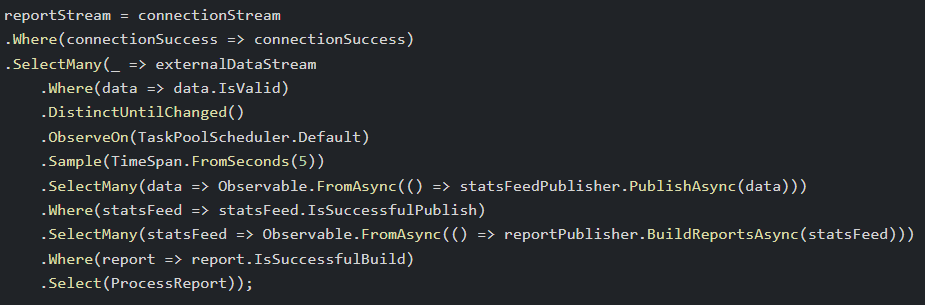 reportStream = connectionStream
.Where(connectionSuccess => connectionSuccess)
.SelectMany(_ => externalDataStream
    .Where(data => data.IsValid)
    .DistinctUntilChanged()
    .ObserveOn(TaskPoolScheduler.Default)
    .Sample(TimeSpan.FromSeconds(5))
    .SelectMany(data => Observable.FromAsync(() => statsFeedPublisher.PublishAsync(data)))
    .Where(statsFeed => statsFeed.IsSuccessfulPublish)
    .SelectMany(statsFeed => Observable.FromAsync(() => reportPublisher.BuildReportsAsync(statsFeed)))
    .Where(report => report.IsSuccessfulBuild)
    .Select(ProcessReport));